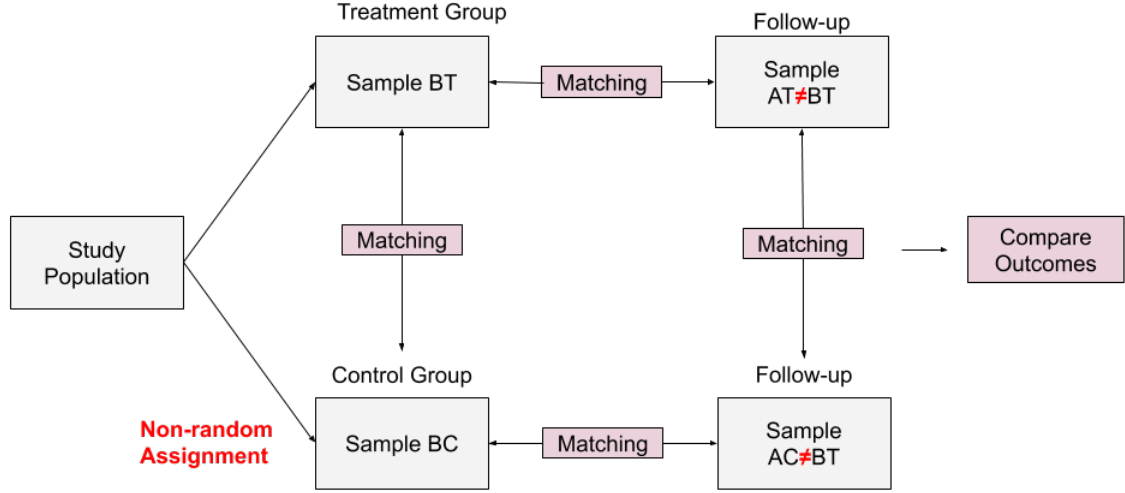 Treatment Group
Follow-up
Sample BT
Matching
Sample
AT≠BT
Study
Population
Matching
Matching
Compare
Outcomes
Control Group
Follow-up
Non-random
Assignment
Sample BC
Matching
Sample
AC≠BT